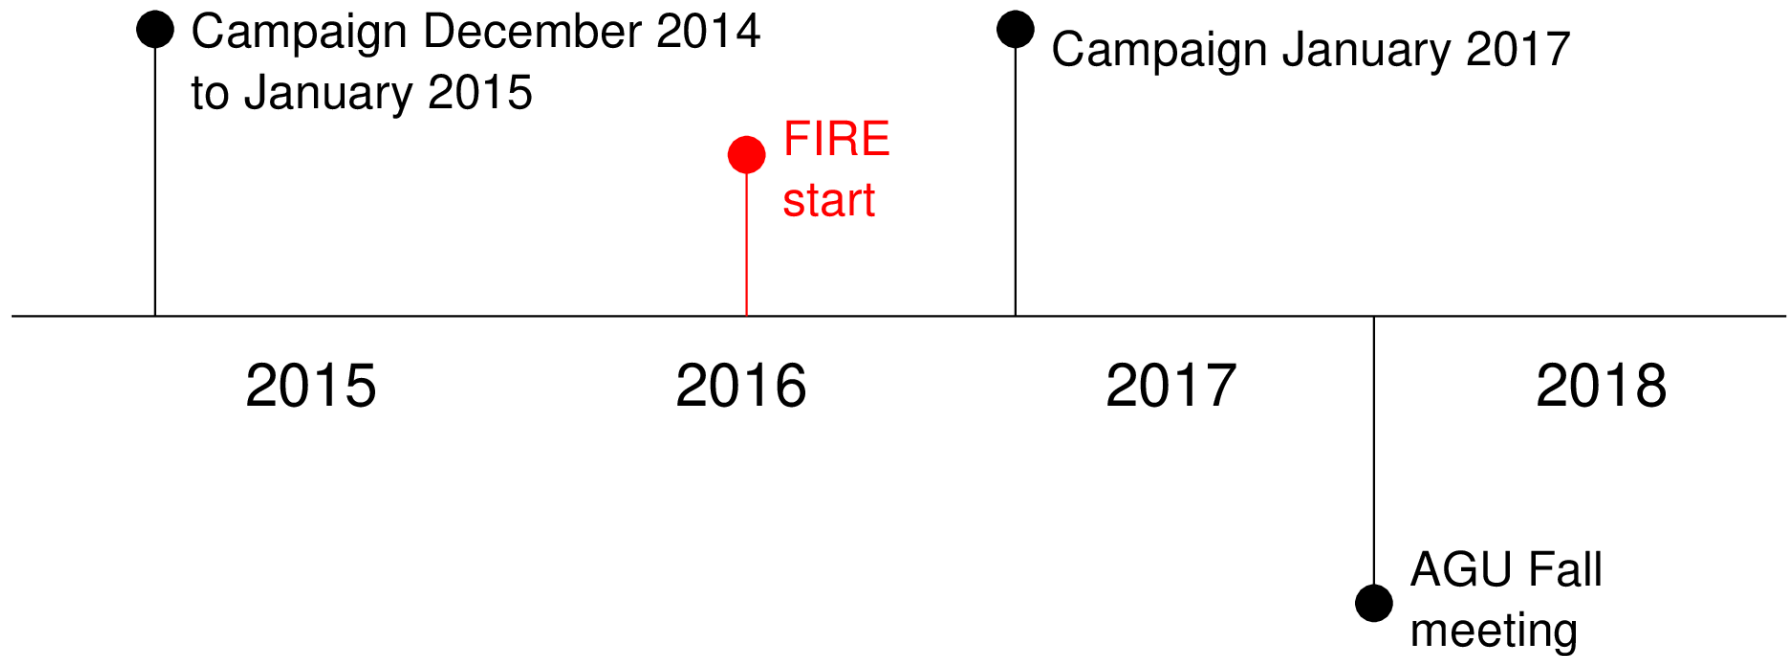 Campaign December 2014
to January 2015
Campaign January 2017
FIRE
start
2015
2016
2017
2018
AGU Fall
meeting